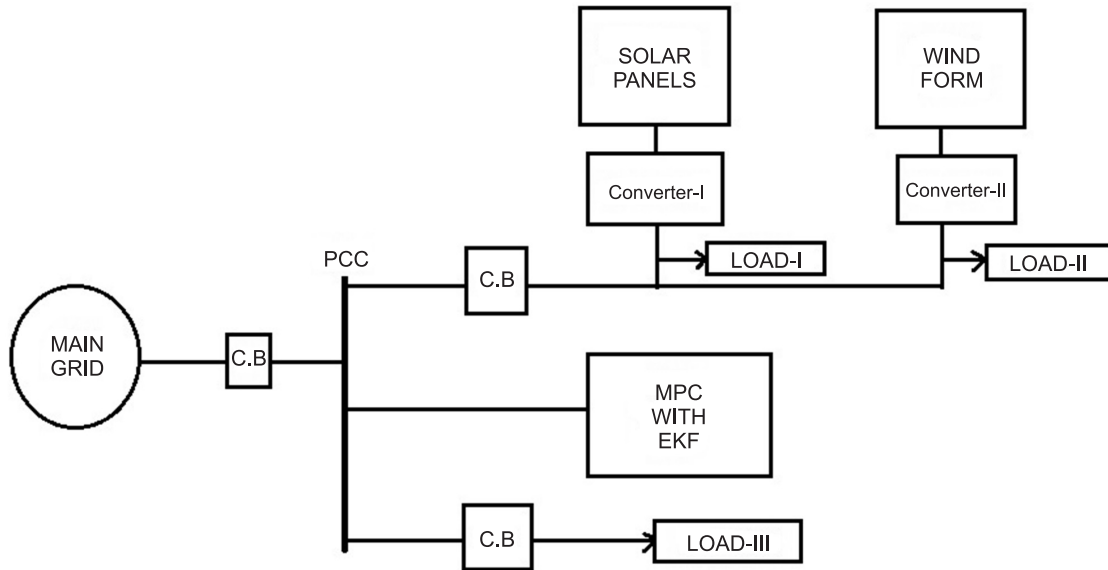 SOLAR
PANELS
WIND
FORM
Converter-I
Converter-II
PCC
C.B
LOAD-I
LOAD-II
MAIN
GRID
C.B
MPC
WITH
EKF
C.B
LOAD-III